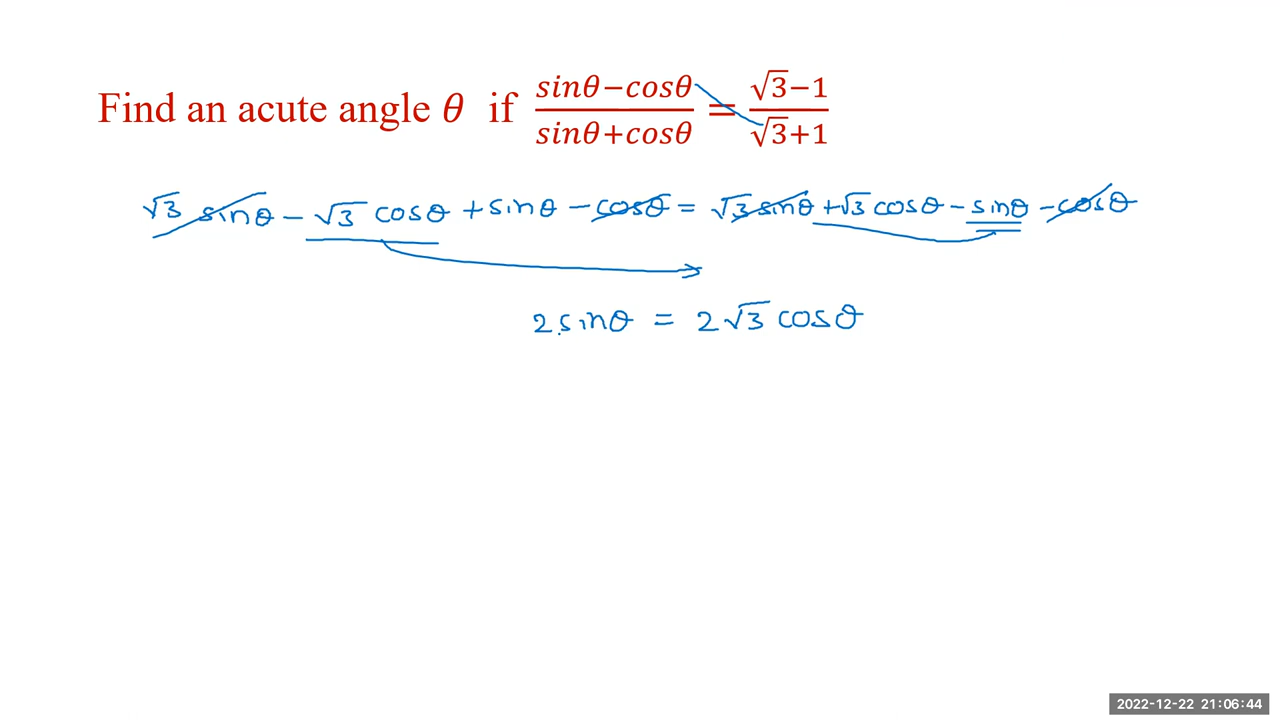 Find an acute angle θ if (sinθ−cosθ)/(sinθ+cosθ) = (√3−1)/(√3+1)
√3 sinθ − √3 cosθ + sinθ − cosθ = √3 sinθ + √3 cosθ − sinθ − cosθ
2 sinθ = 2√3 cosθ
2022-12-22 21:06:44